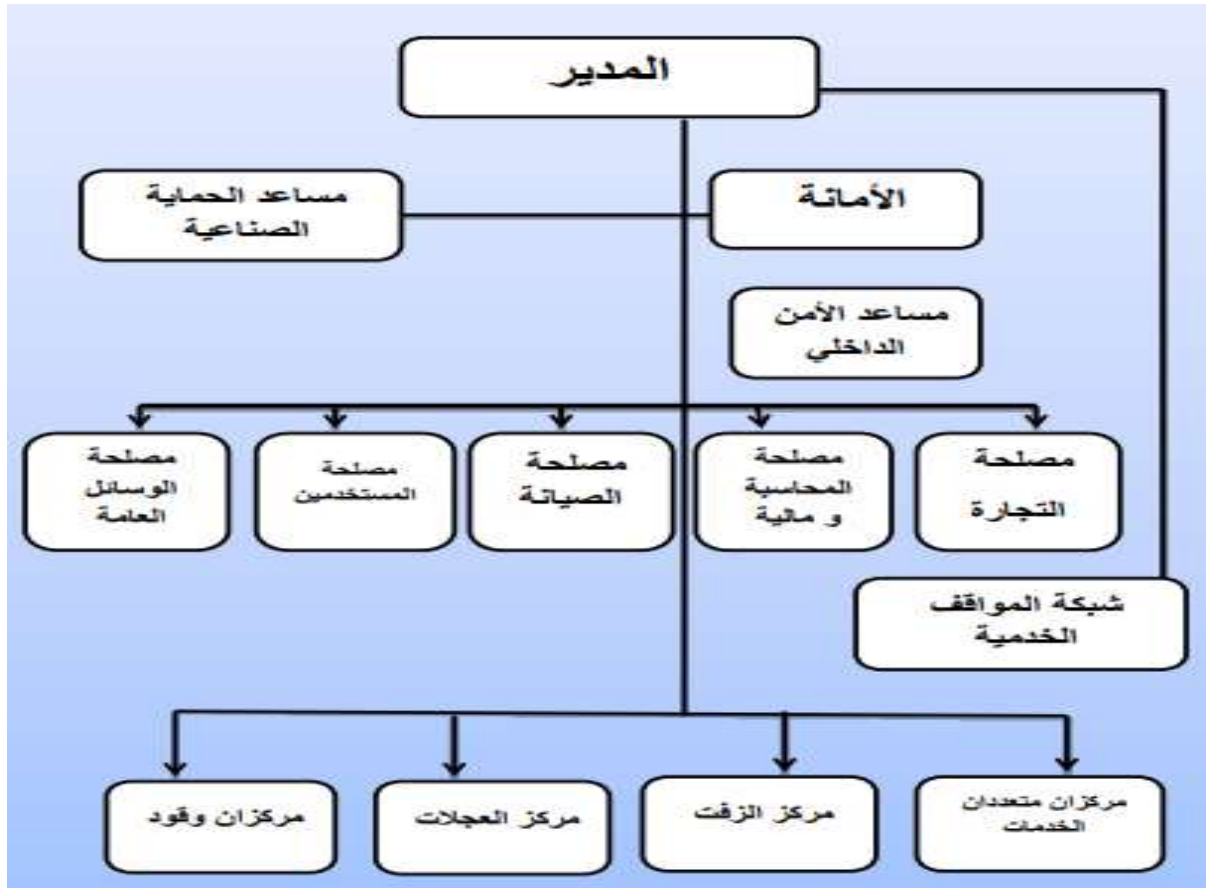 المدير
الأمانة
مساعد الحماية
الصناعية
مساعد الأمن
الداخلي
مصلحة
التجارة
مصلحة
المحاسبة
و مالية
مصلحة
الصيانة
مصلحة
المستخدمين
مصلحة
الوسائل
العامة
شبكة المواقف
الخدمية
مركزان متعددان
الخدمات
مركز الزفت
مركز العجلات
مركزان وقود